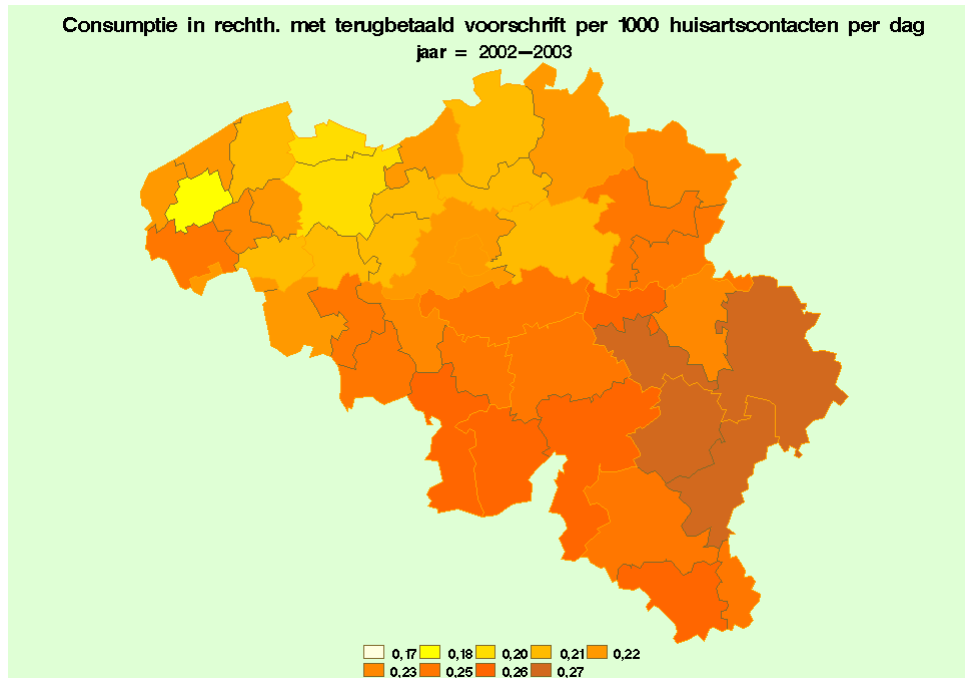 Consumptie in rechth. met terugbetaald voorschrift per 1000 huisartscontacten per dag
jaar = 2002–2003
0,17 0,18 0,20 0,21 0,22
0,23 0,25 0,26 0,27